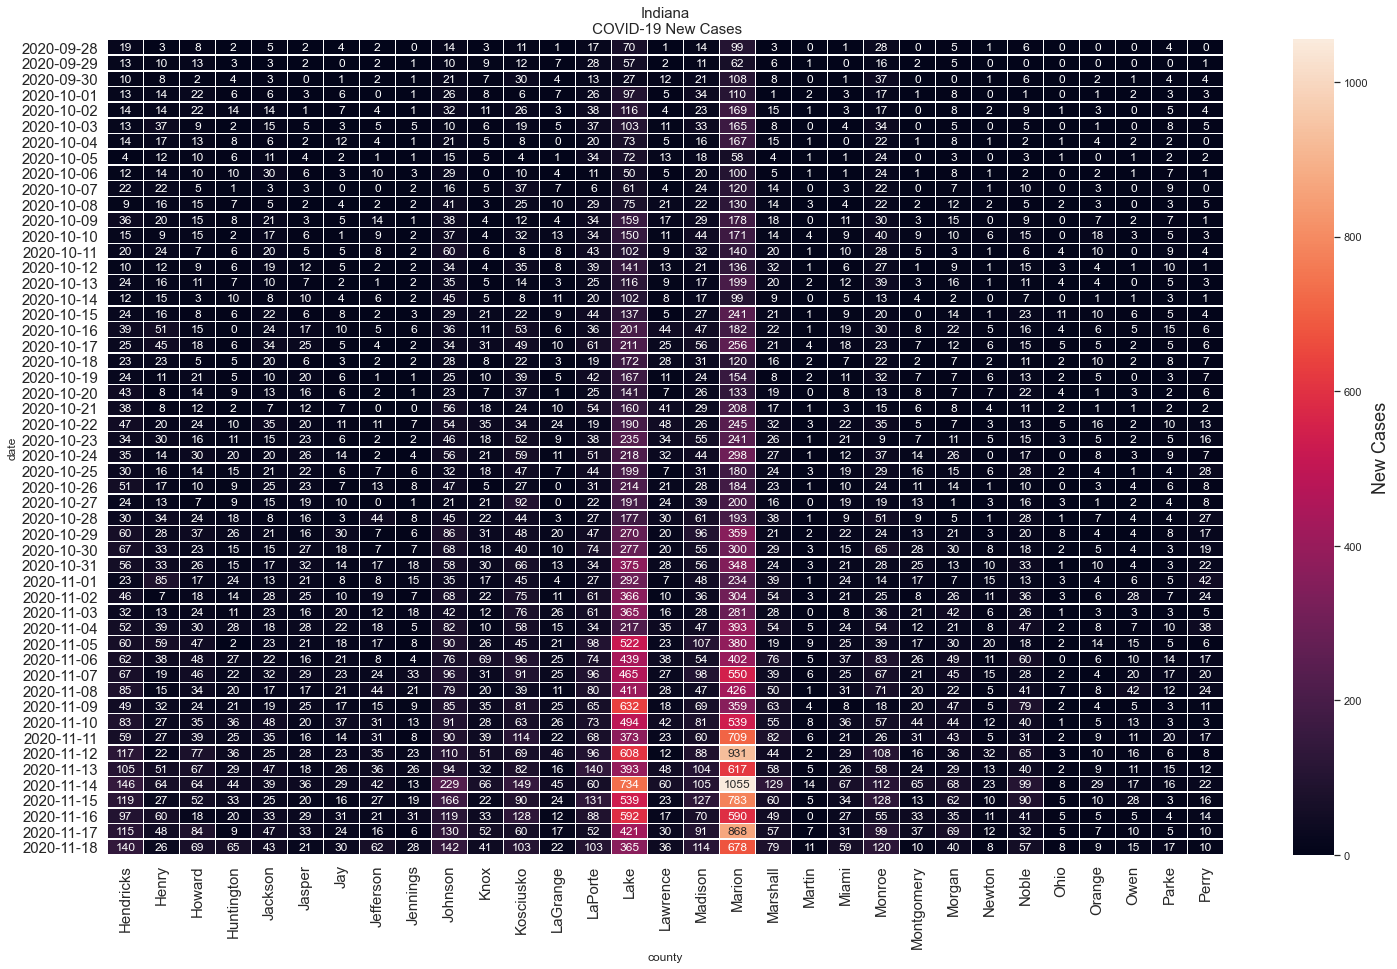 Indiana
COVID-19 New Cases
2020-09-28 19 3 8 2 5 2 4 2 0 14 3 11 1 17 70 1 14 99 3 0 1 28 0 5 1 6 0 0 0 4 0
2020-09-29 13 10 13 3 3 2 0 2 1 10 9 12 7 28 57 2 11 62 6 1 0 16 2 5 0 0 0 0 0 0 1
2020-09-30 10 8 2 4 3 0 1 2 1 21 7 30 4 13 27 12 21 108 8 0 1 37 0 0 1 6 0 2 1 4 4
2020-10-01 13 14 22 6 6 3 6 0 1 26 8 6 7 26 97 5 34 110 1 2 3 17 1 8 0 1 0 1 2 3 3
2020-10-02 14 14 22 14 14 1 7 4 1 32 11 26 3 38 116 4 23 169 15 1 3 17 0 8 2 9 1 3 0 5 4
2020-10-03 13 37 9 2 15 5 3 5 5 10 6 19 5 37 103 11 33 165 8 0 4 34 0 5 0 5 0 1 0 8 5
2020-10-04 14 17 13 8 6 2 12 4 1 21 5 8 0 20 73 5 16 167 15 1 0 22 1 8 1 2 1 4 2 2 0
2020-10-05 4 12 10 6 11 4 2 1 1 15 5 4 1 34 72 13 18 58 4 1 1 24 0 3 0 3 1 0 1 2 2
2020-10-06 12 14 10 10 30 6 3 10 3 29 0 10 4 11 50 5 20 100 5 1 1 24 1 8 1 2 0 2 1 7 1
2020-10-07 22 22 5 1 3 3 0 0 2 16 5 37 7 6 61 4 24 120 14 0 3 22 0 7 1 10 0 3 0 9 0
2020-10-08 9 16 15 7 5 2 4 2 2 41 3 25 10 29 75 21 22 130 14 3 4 22 2 12 2 5 2 3 0 3 5
2020-10-09 36 20 15 8 21 3 5 14 1 38 4 12 4 34 159 17 29 178 18 0 11 30 3 15 0 9 0 7 2 7 1
2020-10-10 15 9 15 2 17 6 1 9 2 37 4 32 13 34 150 11 44 171 14 4 9 40 9 10 6 15 0 18 3 5 3
2020-10-11 20 24 7 6 20 5 5 8 2 60 6 8 8 43 102 9 32 140 20 1 10 28 5 3 1 6 4 10 0 9 4
2020-10-12 10 12 9 6 19 12 5 2 2 34 4 35 8 39 141 13 21 136 32 1 6 27 1 9 1 15 3 4 1 10 1
2020-10-13 24 16 11 7 10 7 2 1 2 35 5 14 3 25 116 9 17 199 20 2 12 39 3 16 1 11 4 4 0 5 3
2020-10-14 12 15 3 10 8 10 4 6 2 45 5 8 11 20 102 8 17 99 9 0 5 13 4 2 0 7 0 1 1 3 1
2020-10-15 24 16 8 6 22 6 8 2 3 29 21 22 9 44 137 5 27 241 21 1 9 20 0 14 1 23 11 10 6 5 4
2020-10-16 39 51 15 0 24 17 10 5 6 36 11 53 6 36 201 44 47 182 22 1 19 30 8 22 5 16 4 6 5 15 6
2020-10-17 25 45 18 6 34 25 5 4 2 34 31 49 10 61 211 25 56 256 21 4 18 23 7 12 6 15 5 5 2 5 6
2020-10-18 23 23 5 5 20 6 3 2 2 28 8 22 3 19 172 28 31 120 16 2 7 22 2 7 2 11 2 10 2 8 7
2020-10-19 24 11 21 5 10 20 6 1 1 25 10 39 5 42 167 11 24 154 8 2 11 32 7 7 6 13 2 5 0 3 7
2020-10-20 43 8 14 9 13 16 6 2 1 23 7 37 1 25 141 7 26 133 19 0 8 13 8 7 7 22 4 1 3 2 6
2020-10-21 38 8 12 2 7 12 7 0 0 56 18 24 10 54 160 41 29 208 17 1 3 15 6 8 4 11 2 1 1 2 2
2020-10-22 47 20 24 10 35 20 11 11 7 54 35 34 24 19 190 48 26 245 32 3 22 35 5 7 3 13 5 16 2 10 13
2020-10-23 34 30 16 11 15 23 6 2 2 46 18 52 9 38 235 34 55 241 26 1 21 9 7 11 5 15 3 5 2 5 16
2020-10-24 35 14 30 20 20 26 14 2 4 56 21 59 11 51 218 32 44 298 27 1 12 37 14 26 0 17 0 8 3 9 7
2020-10-25 30 16 14 15 21 22 6 7 6 32 18 47 7 44 199 7 31 180 24 3 19 29 16 15 6 28 2 4 1 4 28
2020-10-26 51 17 10 9 25 23 7 13 8 47 5 27 0 31 214 21 28 184 23 1 10 24 11 14 1 10 0 3 4 6 8
2020-10-27 24 13 7 9 15 19 10 0 1 21 21 92 0 22 191 24 39 200 16 0 19 19 13 1 3 16 3 1 2 4 8
2020-10-28 30 34 24 18 8 16 3 44 8 45 22 44 3 27 177 30 61 193 38 1 9 51 9 5 1 28 1 7 4 4 27
2020-10-29 60 28 37 26 21 16 30 7 6 86 31 48 20 47 270 20 96 359 21 2 22 24 13 21 3 20 8 4 4 8 17
2020-10-30 67 33 23 15 15 27 18 7 7 68 18 40 10 74 277 20 55 300 29 3 15 65 28 30 8 18 2 5 4 3 19
2020-10-31 56 33 26 15 17 32 14 17 18 58 30 66 13 34 375 28 56 348 24 3 21 28 25 13 10 33 1 10 4 3 22
2020-11-01 23 85 17 24 13 21 8 8 15 35 17 45 4 27 292 7 48 234 39 1 24 14 17 7 15 13 3 4 6 5 42
2020-11-02 46 7 18 14 28 25 10 19 7 68 22 75 11 61 366 10 36 304 54 3 21 25 8 26 11 36 3 6 28 7 24
2020-11-03 32 13 24 11 23 16 20 12 18 42 12 76 26 61 365 16 28 281 28 0 8 36 21 42 6 26 1 3 3 3 5
2020-11-04 52 39 30 28 18 28 22 18 5 82 10 58 15 34 217 35 47 393 54 5 24 54 12 21 8 47 2 8 7 10 38
2020-11-05 60 59 47 2 23 21 18 17 8 90 26 45 21 98 522 23 107 380 19 9 25 39 17 30 20 18 2 14 15 5 6
2020-11-06 62 38 48 27 22 16 21 8 4 76 69 96 25 74 439 38 54 402 76 5 37 83 26 49 11 60 0 6 10 14 17
2020-11-07 67 19 46 22 32 29 23 24 33 96 31 91 25 96 465 27 98 550 39 6 25 67 21 45 15 28 2 4 20 17 20
2020-11-08 85 15 34 20 17 17 21 44 21 79 20 39 11 80 411 28 47 426 50 1 31 71 20 22 5 41 7 8 42 12 24
2020-11-09 49 32 24 21 19 25 17 15 9 85 35 81 25 65 632 18 69 359 63 4 8 18 20 47 5 79 2 4 5 3 11
2020-11-10 83 27 35 36 48 20 37 31 13 91 28 63 26 73 494 42 81 539 55 8 36 57 44 44 12 40 1 5 13 3 3
2020-11-11 59 27 39 25 35 16 14 31 8 90 39 114 22 68 373 23 60 709 82 6 21 26 31 43 5 31 2 9 11 20 17
2020-11-12 117 22 77 36 25 28 23 35 23 110 51 69 46 96 608 12 88 931 44 2 29 108 16 36 32 65 3 10 16 6 8
2020-11-13 105 51 67 29 47 18 26 36 26 94 32 82 16 140 393 48 104 617 58 5 26 58 24 29 13 40 2 9 11 15 12
2020-11-14 146 64 64 44 39 36 29 42 13 229 66 149 45 60 734 60 105 1055 129 14 67 112 65 68 23 99 8 29 17 16 22
2020-11-15 119 27 52 33 25 20 16 27 19 166 22 90 24 131 539 23 127 783 54 5 34 128 13 62 10 90 5 10 28 3 16
2020-11-16 97 60 18 20 33 29 31 21 31 119 33 128 12 88 592 17 70 590 49 0 27 55 33 35 11 41 5 5 5 4 14
2020-11-17 115 48 84 9 47 33 24 16 6 130 52 60 17 52 421 30 91 868 57 7 31 99 37 69 12 32 5 7 10 5 10
2020-11-18 140 26 69 65 43 21 30 62 28 142 41 103 22 103 365 36 114 678 79 11 59 120 10 40 8 57 8 9 15 17 10
Hendricks Henry Howard Huntington Jackson Jasper Jay Jefferson Jennings Johnson Knox Kosciusko LaGrange LaPorte Lake Lawrence Madison Marion Marshall Martin Miami Monroe Montgomery Morgan Newton Noble Ohio Orange Owen Parke Perry
county
date
1000
800
600
400
200
0
New Cases